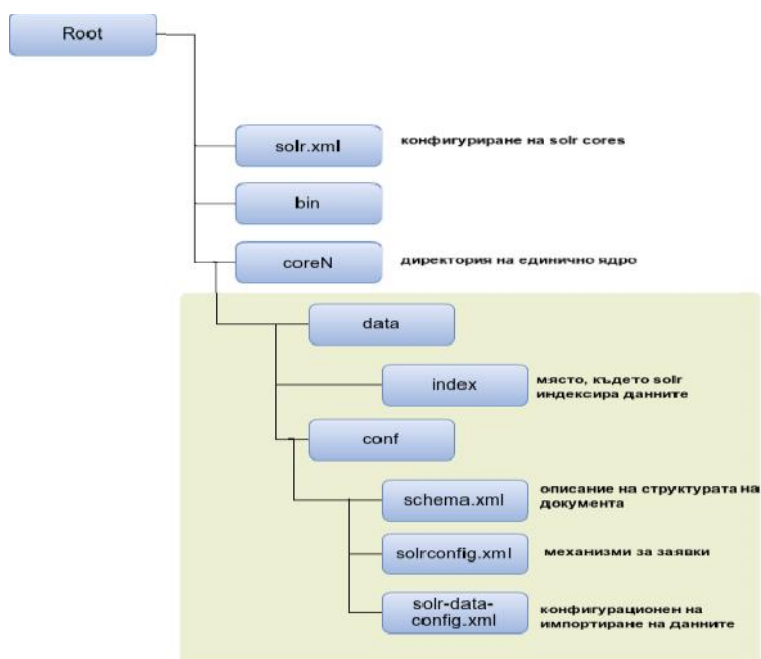 Root
solr.xml
конфигуриране на solr cores
bin
coreN
директория на единично ядро
data
index
място, където solr
индексира данните
conf
schema.xml
описание на структурата на
документа
solrconfig.xml
механизми за заявки
solr-data-
config.xml
конфигурационен на
импортиране на данните